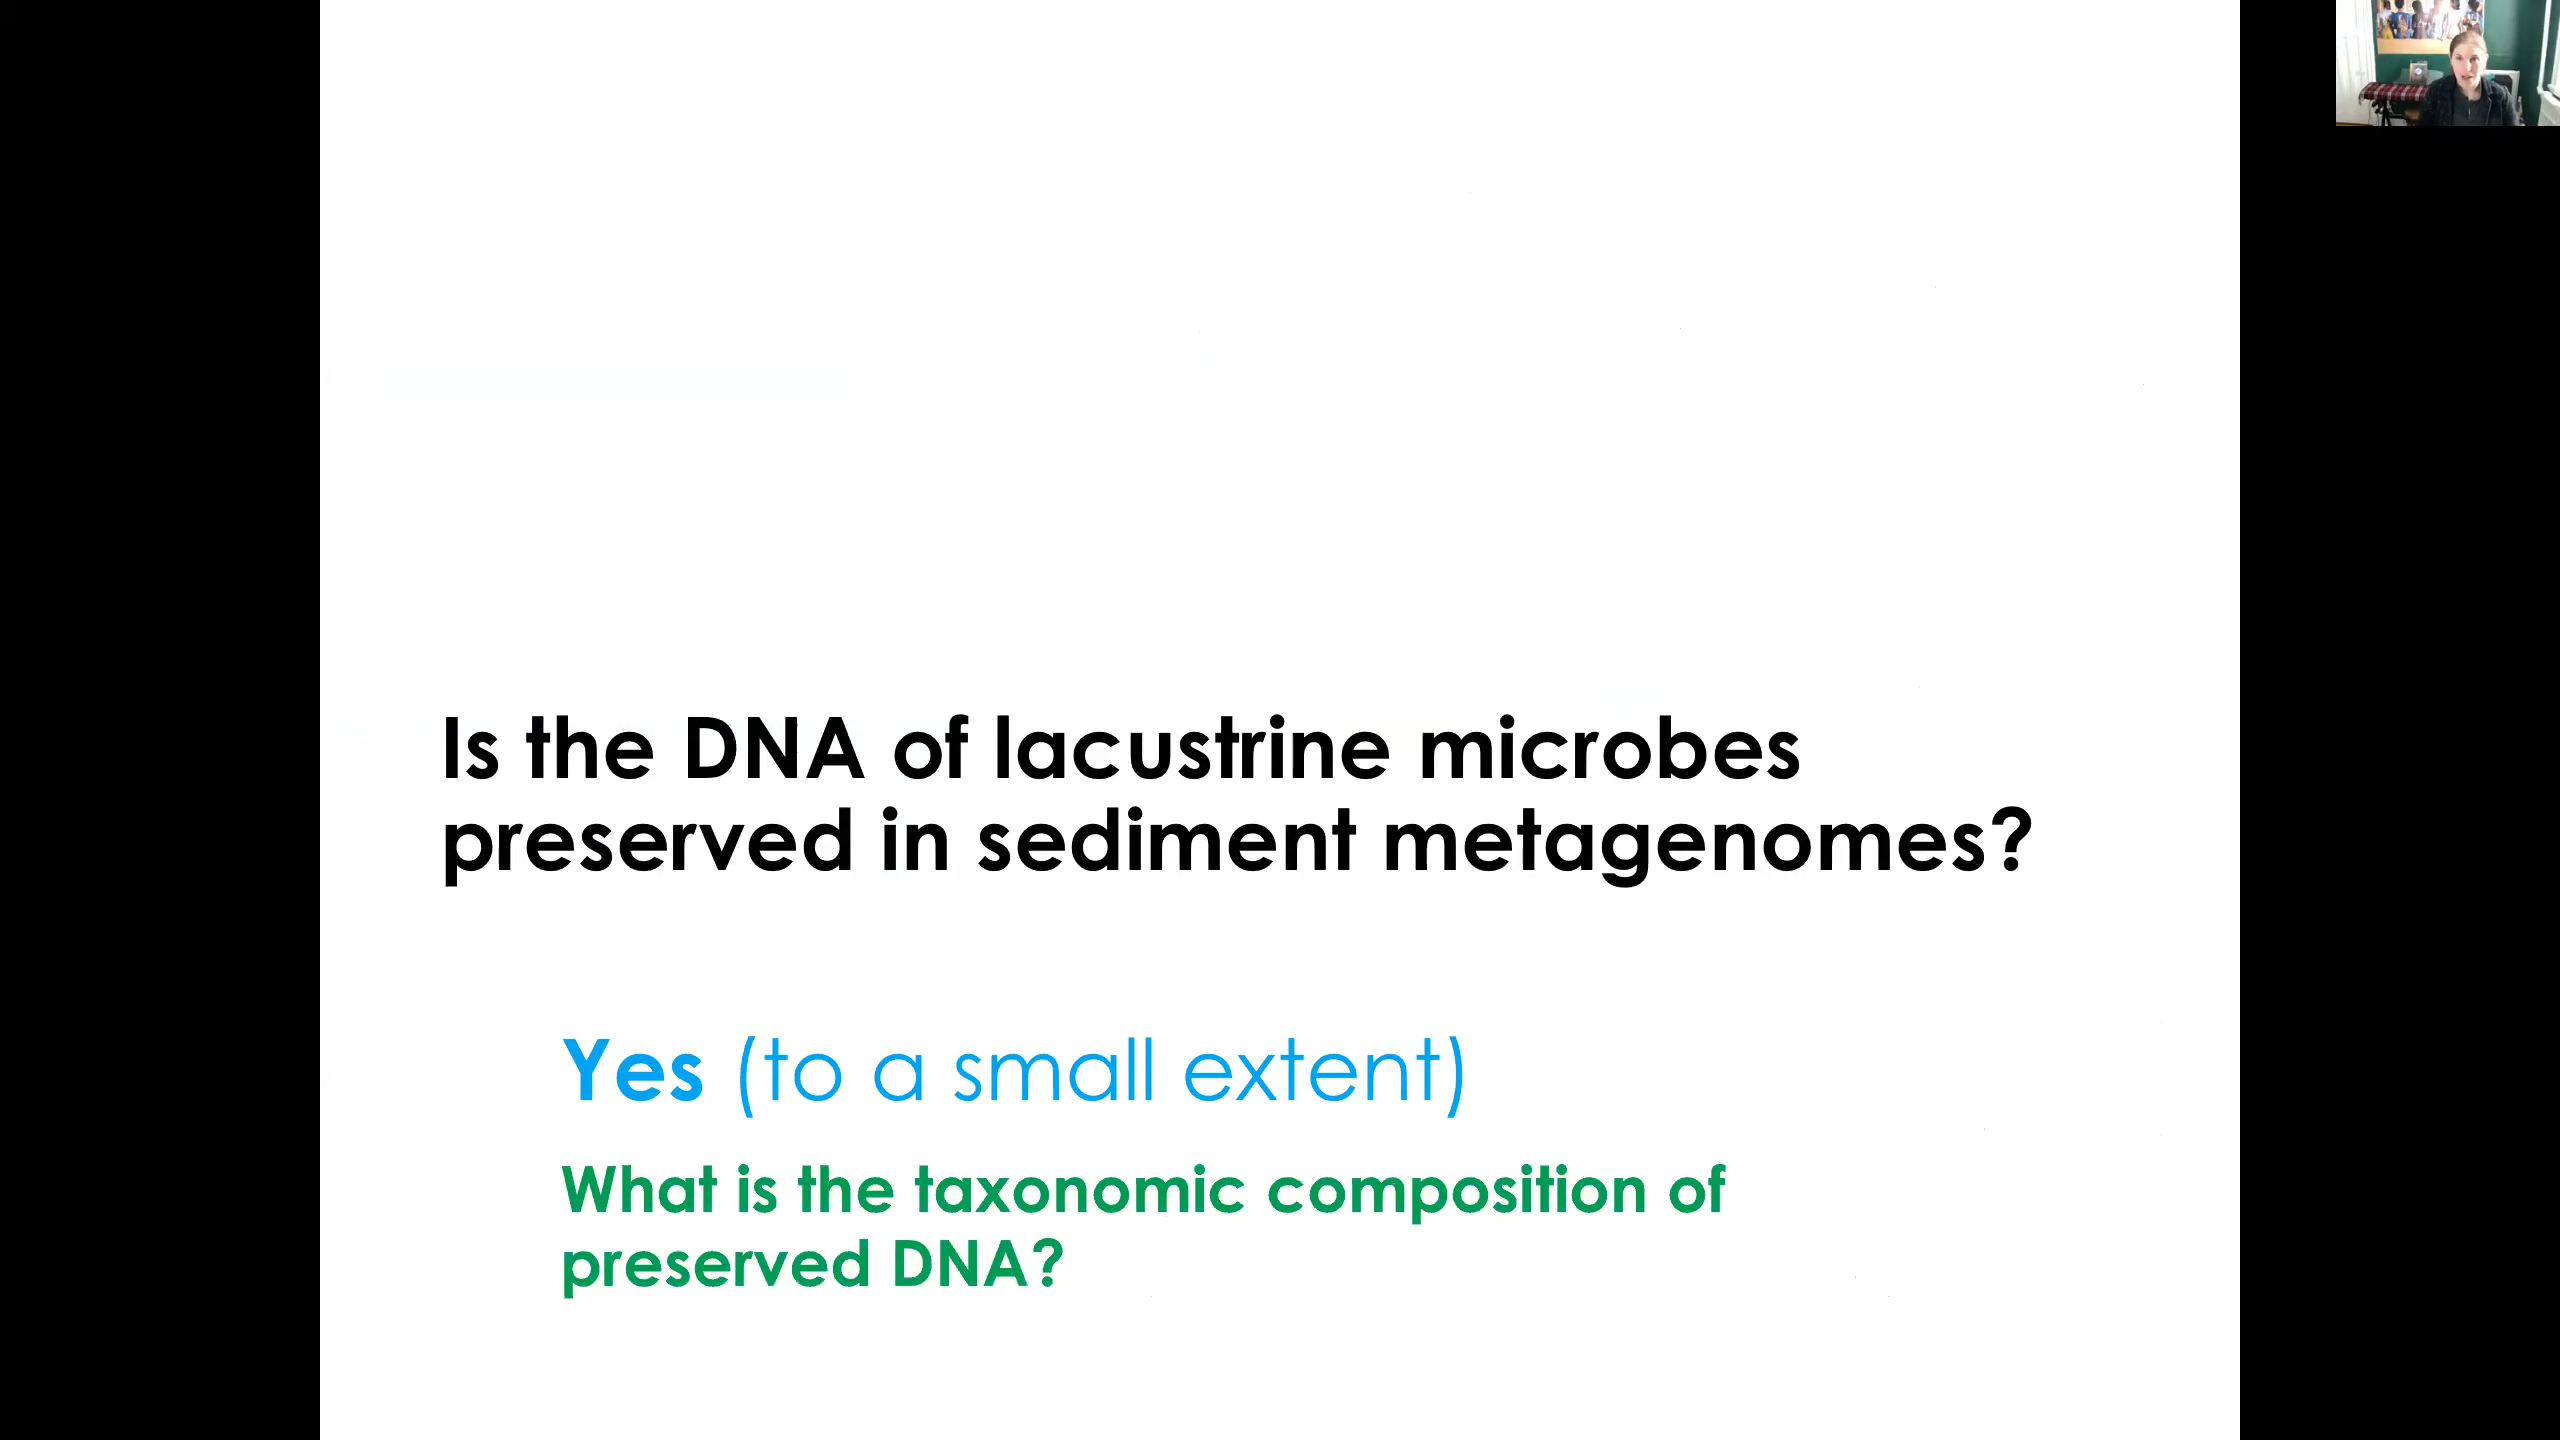 Is the DNA of lacustrine microbes
preserved in sediment metagenomes?
Yes (to a small extent)
What is the taxonomic composition of
preserved DNA?